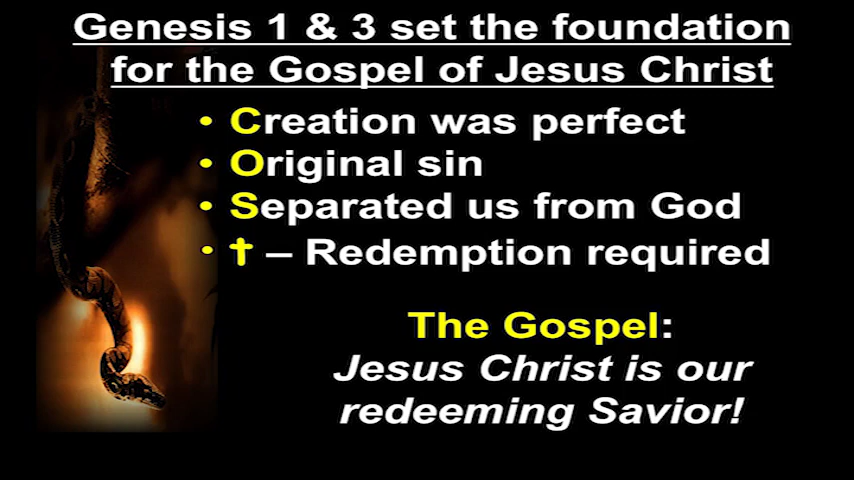 Genesis 1 & 3 set the foundation
for the Gospel of Jesus Christ
• Creation was perfect
• Original sin
• Separated us from God
• ✝ – Redemption required
The Gospel:
Jesus Christ is our
redeeming Savior!